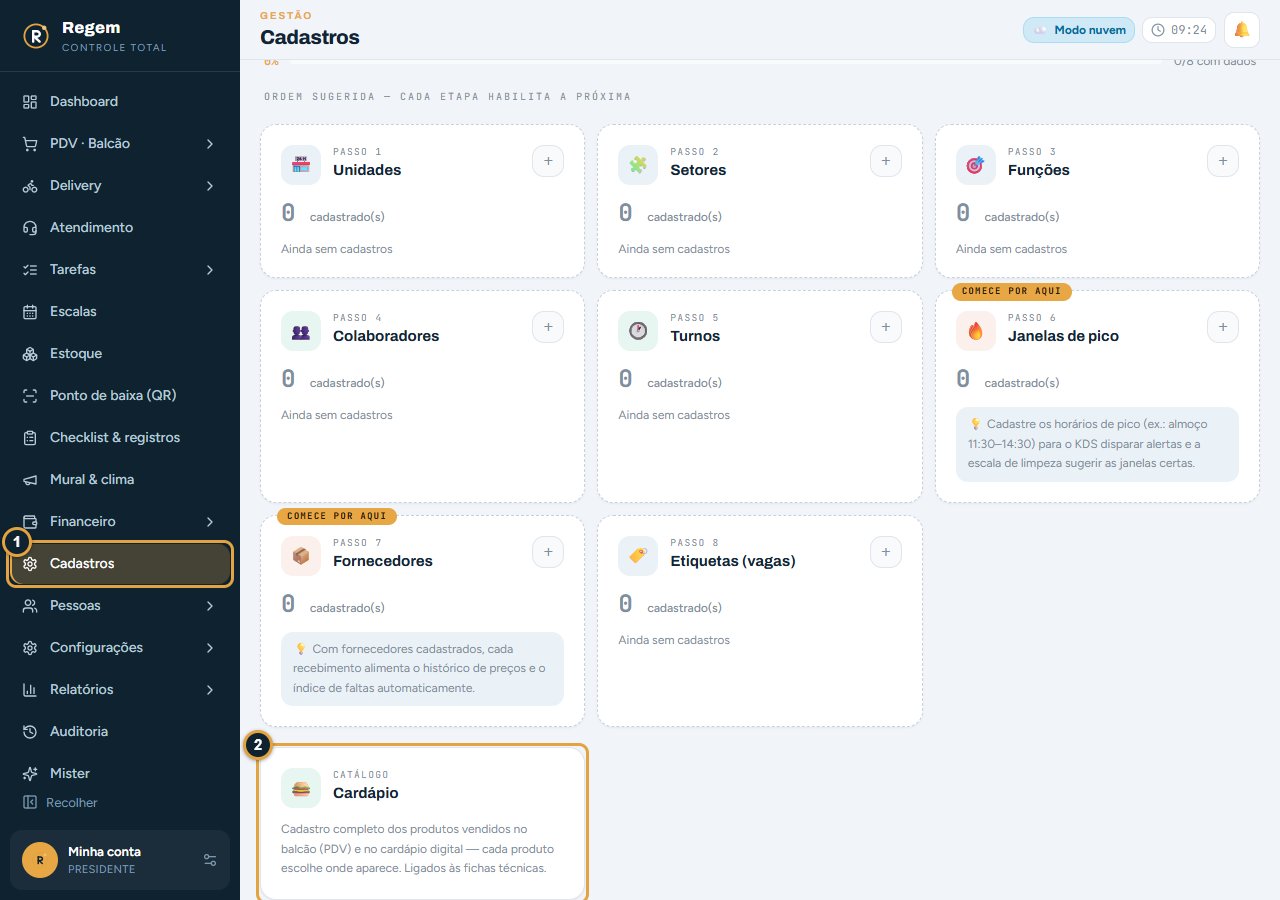 Regem
CONTROLE TOTAL
Dashboard
PDV · Balcão
Delivery
Atendimento
Tarefas
Escalas
Estoque
Ponto de baixa (QR)
Checklist & registros
Mural & clima
Financeiro
1
Cadastros
Pessoas
Configurações
Relatórios
Auditoria
Mister
Recolher
R
Minha conta
PRESIDENTE
GESTÃO
Cadastros
Modo nuvem
09:24
0%
0/8 com dados
ORDEM SUGERIDA — CADA ETAPA HABILITA A PRÓXIMA
PASSO 1
Unidades
+
0 cadastrado(s)
Ainda sem cadastros
PASSO 2
Setores
+
0 cadastrado(s)
Ainda sem cadastros
PASSO 3
Funções
+
0 cadastrado(s)
Ainda sem cadastros
PASSO 4
Colaboradores
+
0 cadastrado(s)
Ainda sem cadastros
PASSO 5
Turnos
+
0 cadastrado(s)
Ainda sem cadastros
COMECE POR AQUI
PASSO 6
Janelas de pico
+
0 cadastrado(s)
Cadastre os horários de pico (ex.: almoço
11:30–14:30) para o KDS disparar alertas e a
escala de limpeza sugerir as janelas certas.
COMECE POR AQUI
PASSO 7
Fornecedores
+
0 cadastrado(s)
Com fornecedores cadastrados, cada
recebimento alimenta o histórico de preços e o
índice de faltas automaticamente.
PASSO 8
Etiquetas (vagas)
+
0 cadastrado(s)
Ainda sem cadastros
2
CATÁLOGO
Cardápio
Cadastro completo dos produtos vendidos no
balcão (PDV) e no cardápio digital — cada produto
escolhe onde aparece. Ligados às fichas técnicas.